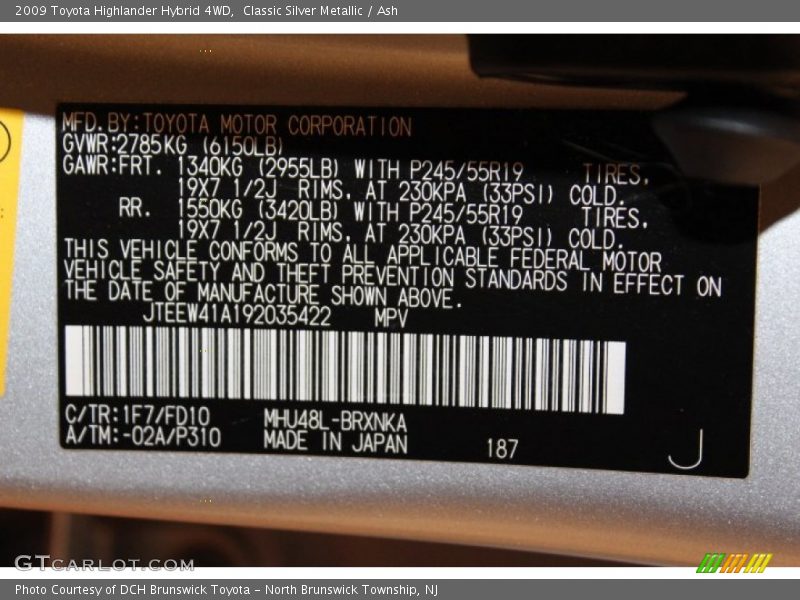 2009 Toyota Highlander Hybrid 4WD,  Classic Silver Metallic / Ash
MFD. BY:TOYOTA MOTOR CORPORATION
GVWR:2785KG (6150LB)
GAWR:FRT. 1340KG (2955LB) WITH P245/55R19 TIRES,
19X7 1/2J RIMS, AT 230KPA (33PSI) COLD.
RR. 1550KG (3420LB) WITH P245/55R19 TIRES,
19X7 1/2J RIMS, AT 230KPA (33PSI) COLD.
THIS VEHICLE CONFORMS TO ALL APPLICABLE FEDERAL MOTOR
VEHICLE SAFETY AND THEFT PREVENTION STANDARDS IN EFFECT ON
THE DATE OF MANUFACTURE SHOWN ABOVE.
JTEEW41A192035422 MPV
C/TR:1F7/FD10 MHU48L-BRXNKA
A/TM:-02A/P310 MADE IN JAPAN 187 J
GTCARLOT.COM
Photo Courtesy of DCH Brunswick Toyota - North Brunswick Township, NJ